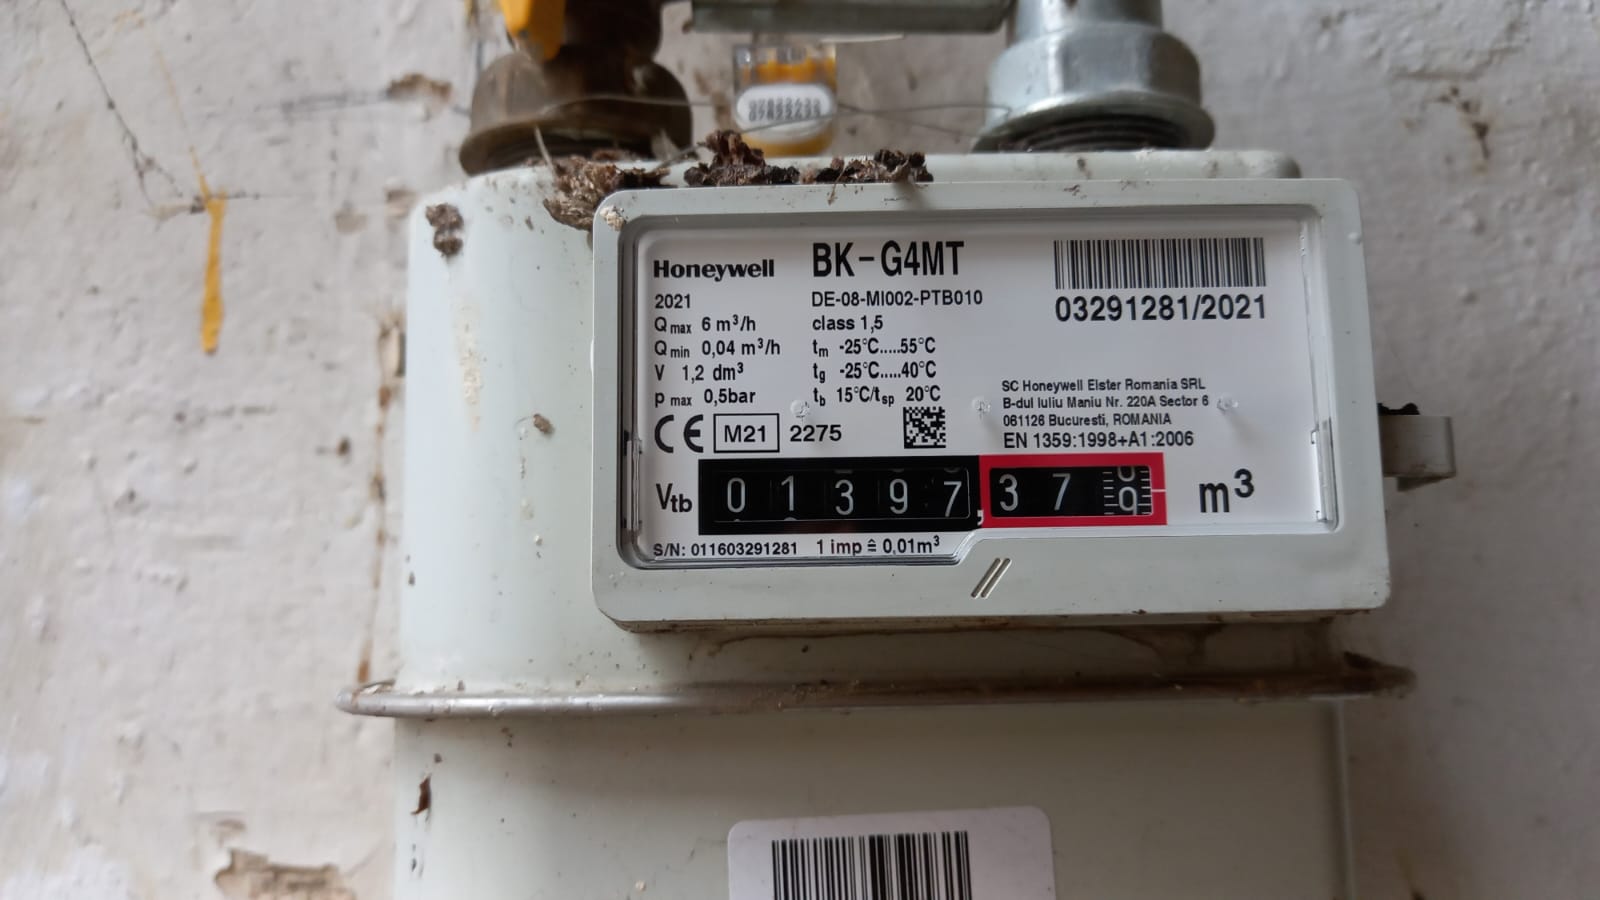 Honeywell BK-G4MT
2021 DE-08-MI002-PTB010
03291281/2021
Qmax 6 m³/h class 1,5
Qmin 0,04 m³/h tm -25°C.....55°C
V 1,2 dm³ tg -25°C.....40°C
p max 0,5bar tb 15°C/tsp 20°C
CE M21 2275
SC Honeywell Elster Romania SRL
B-dul Iuliu Maniu Nr. 220A Sector 6
061126 Bucuresti, ROMANIA
EN 1359:1998+A1:2006
Vtb 01397,379 m³
S/N: 011603291281 1 imp ≙ 0,01m³